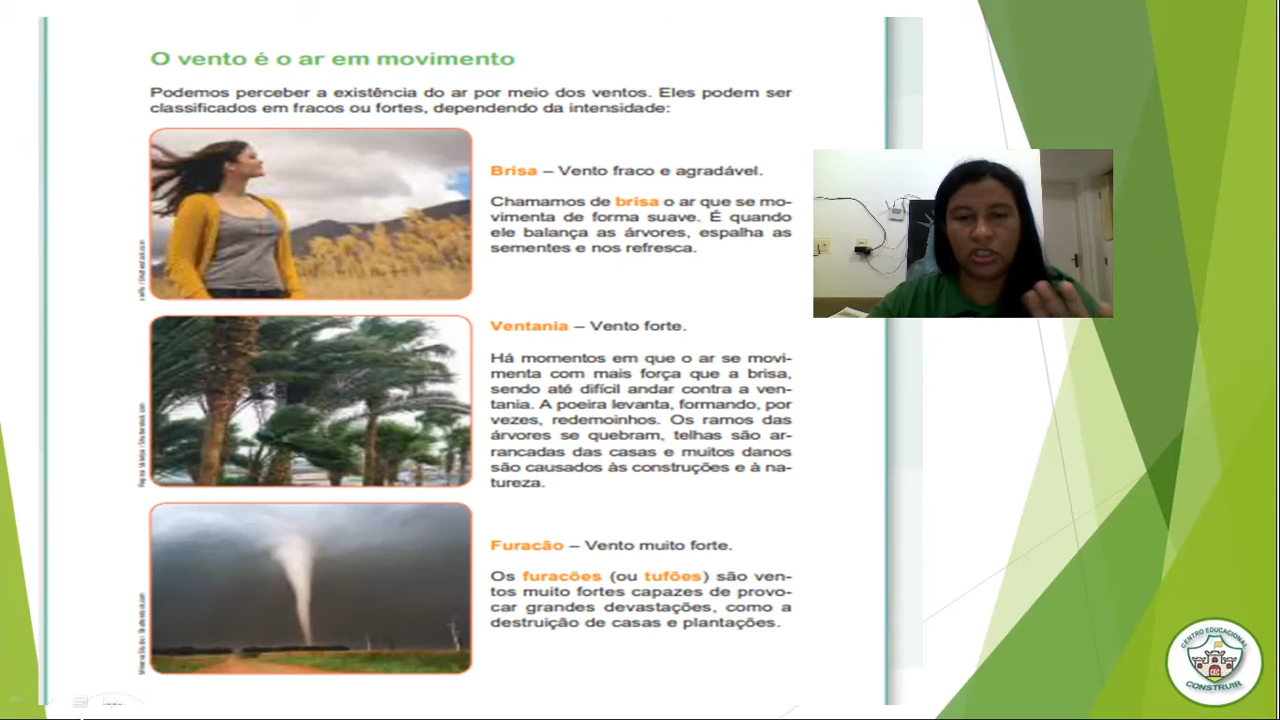 O vento é o ar em movimento
Podemos perceber a existência do ar por meio dos ventos. Eles podem ser
classificados em fracos ou fortes, dependendo da intensidade:
Brisa – Vento fraco e agradável.
Chamamos de brisa o ar que se mo-
vimenta de forma suave. É quando
ele balança as árvores, espalha as
sementes e nos refresca.
Ventania – Vento forte.
Há momentos em que o ar se movi-
menta com mais força que a brisa,
sendo até difícil andar contra a ven-
tania. A poeira levanta, formando, por
vezes, redemoinhos. Os ramos das
árvores se quebram, telhas são ar-
rancadas das casas e muitos danos
são causados às construções e à na-
tureza.
Furacão – Vento muito forte.
Os furacões (ou tufões) são ven-
tos muito fortes capazes de provo-
car grandes devastações, como a
destruição de casas e plantações.
CENTRO EDUCACIONAL
CEC
CONSTRUIR